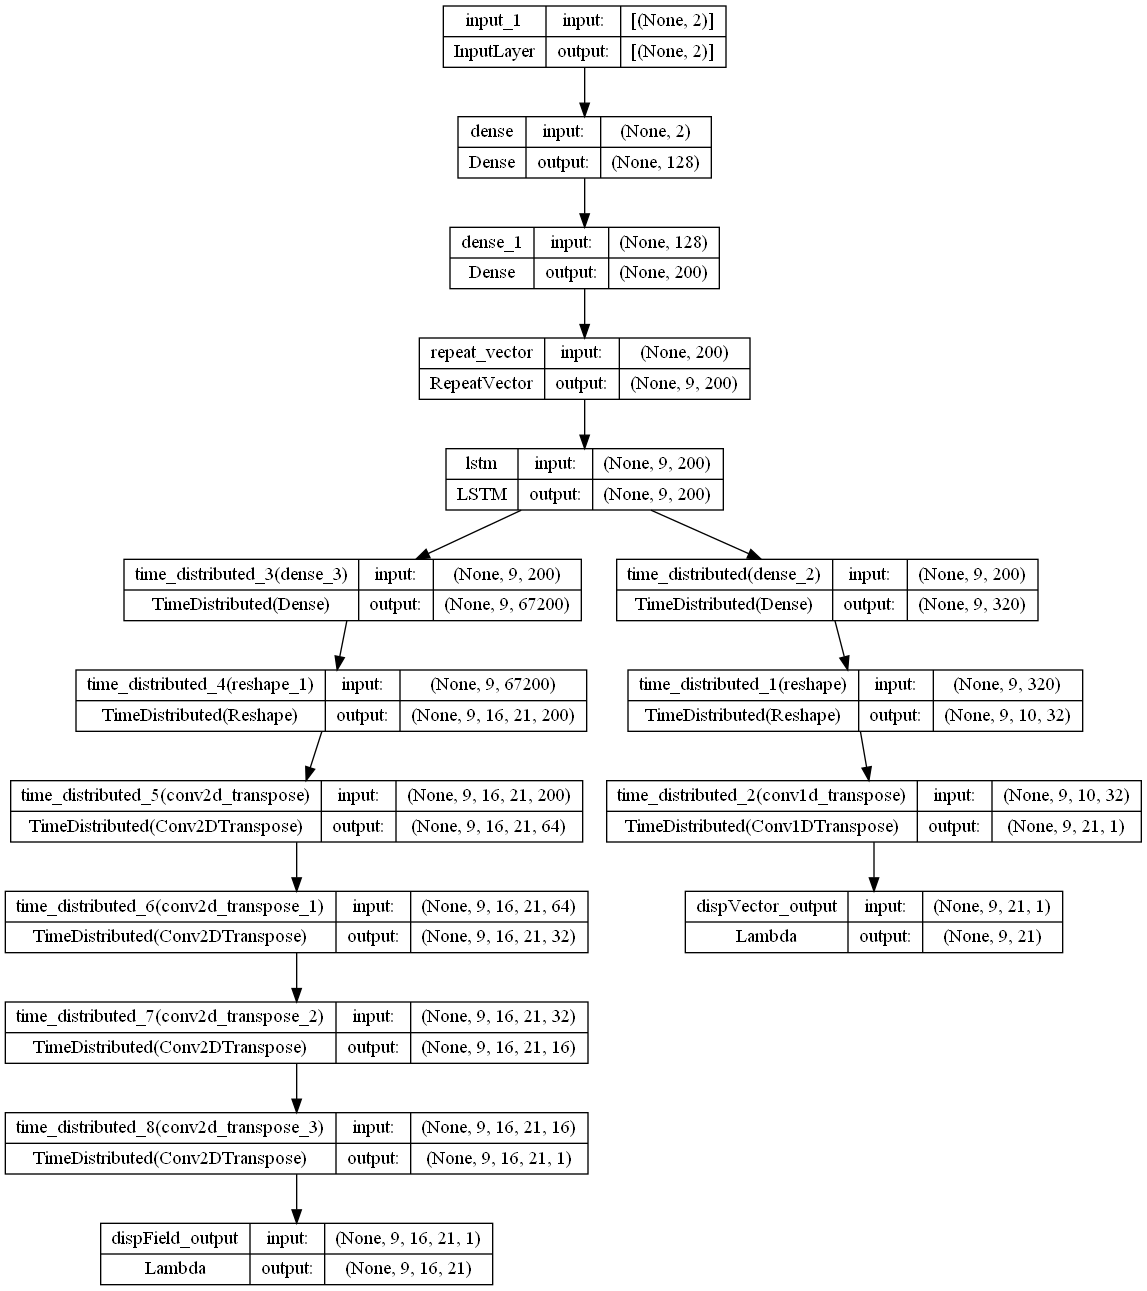 input_1 input: [(None, 2)]
InputLayer output: [(None, 2)]
dense input: (None, 2)
Dense output: (None, 128)
dense_1 input: (None, 128)
Dense output: (None, 200)
repeat_vector input: (None, 200)
RepeatVector output: (None, 9, 200)
lstm input: (None, 9, 200)
LSTM output: (None, 9, 200)
time_distributed_3(dense_3) input: (None, 9, 200)
TimeDistributed(Dense) output: (None, 9, 67200)
time_distributed(dense_2) input: (None, 9, 200)
TimeDistributed(Dense) output: (None, 9, 320)
time_distributed_4(reshape_1) input: (None, 9, 67200)
TimeDistributed(Reshape) output: (None, 9, 16, 21, 200)
time_distributed_1(reshape) input: (None, 9, 320)
TimeDistributed(Reshape) output: (None, 9, 10, 32)
time_distributed_5(conv2d_transpose) input: (None, 9, 16, 21, 200)
TimeDistributed(Conv2DTranspose) output: (None, 9, 16, 21, 64)
time_distributed_2(conv1d_transpose) input: (None, 9, 10, 32)
TimeDistributed(Conv1DTranspose) output: (None, 9, 21, 1)
time_distributed_6(conv2d_transpose_1) input: (None, 9, 16, 21, 64)
TimeDistributed(Conv2DTranspose) output: (None, 9, 16, 21, 32)
dispVector_output input: (None, 9, 21, 1)
Lambda output: (None, 9, 21)
time_distributed_7(conv2d_transpose_2) input: (None, 9, 16, 21, 32)
TimeDistributed(Conv2DTranspose) output: (None, 9, 16, 21, 16)
time_distributed_8(conv2d_transpose_3) input: (None, 9, 16, 21, 16)
TimeDistributed(Conv2DTranspose) output: (None, 9, 16, 21, 1)
dispField_output input: (None, 9, 16, 21, 1)
Lambda output: (None, 9, 16, 21)